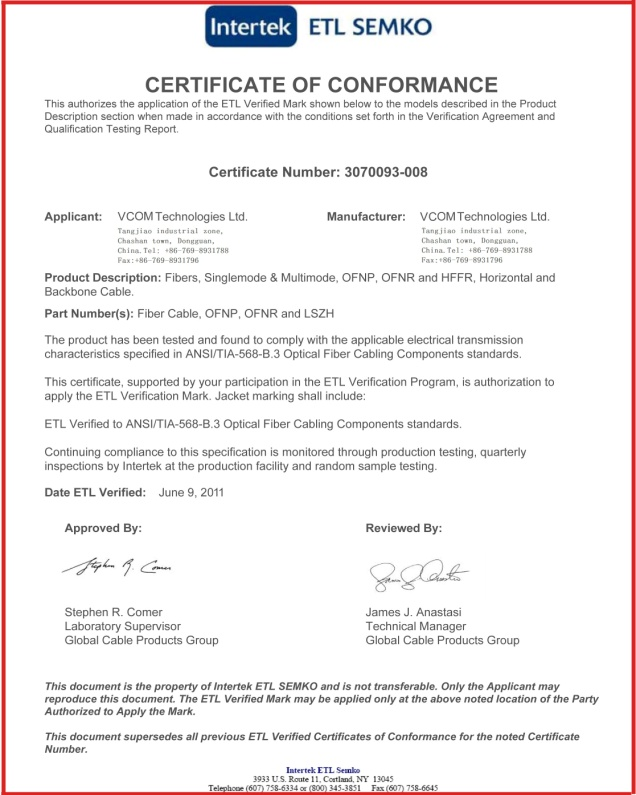 Intertek ETL SEMKO
CERTIFICATE OF CONFORMANCE
This authorizes the application of the ETL Verified Mark shown below to the models described in the Product
Description section when made in accordance with the conditions set forth in the Verification Agreement and
Qualification Testing Report.
Certificate Number: 3070093-008
Applicant: VCOM Technologies Ltd.
Tangjiao industrial zone,
Chashan town, Dongguan,
China.Tel: +86-769-8931788
Fax:+86-769-8931796
Manufacturer: VCOM Technologies Ltd.
Tangjiao industrial zone,
Chashan town, Dongguan,
China.Tel: +86-769-8931788
Fax:+86-769-8931796
Product Description: Fibers, Singlemode & Multimode, OFNP, OFNR and HFFR, Horizontal and
Backbone Cable.
Part Number(s): Fiber Cable, OFNP, OFNR and LSZH
The product has been tested and found to comply with the applicable electrical transmission
characteristics specified in ANSI/TIA-568-B.3 Optical Fiber Cabling Components standards.
This certificate, supported by your participation in the ETL Verification Program, is authorization to
apply the ETL Verification Mark. Jacket marking shall include:
ETL Verified to ANSI/TIA-568-B.3 Optical Fiber Cabling Components standards.
Continuing compliance to this specification is monitored through production testing, quarterly
inspections by Intertek at the production facility and random sample testing.
Date ETL Verified: June 9, 2011
Approved By:
Stephen R. Comer
Stephen R. Comer
Laboratory Supervisor
Global Cable Products Group
Reviewed By:
James J. Anastasi
Technical Manager
Global Cable Products Group
This document is the property of Intertek ETL SEMKO and is not transferable. Only the Applicant may
reproduce this document. The ETL Verified Mark may be applied only at the above noted location of the Party
Authorized to Apply the Mark.
This document supersedes all previous ETL Verified Certificates of Conformance for the noted Certificate
Number.
Intertek ETL Semko
3933 U.S. Route 11, Cortland, NY 13045
Telephone (607) 758-6334 or (800) 345-3851 Fax (607) 758-6645